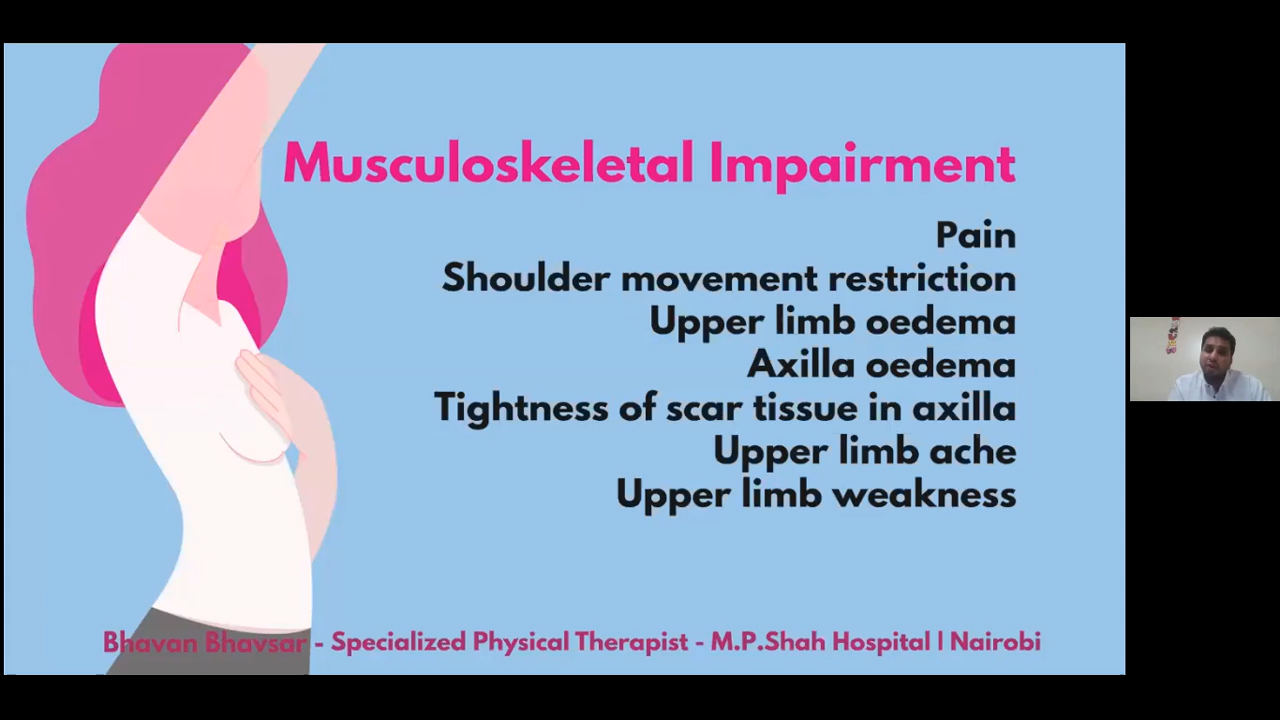 Musculoskeletal Impairment
Pain
Shoulder movement restriction
Upper limb oedema
Axilla oedema
Tightness of scar tissue in axilla
Upper limb ache
Upper limb weakness
Bhavan Bhavsar - Specialized Physical Therapist - M.P.Shah Hospital | Nairobi